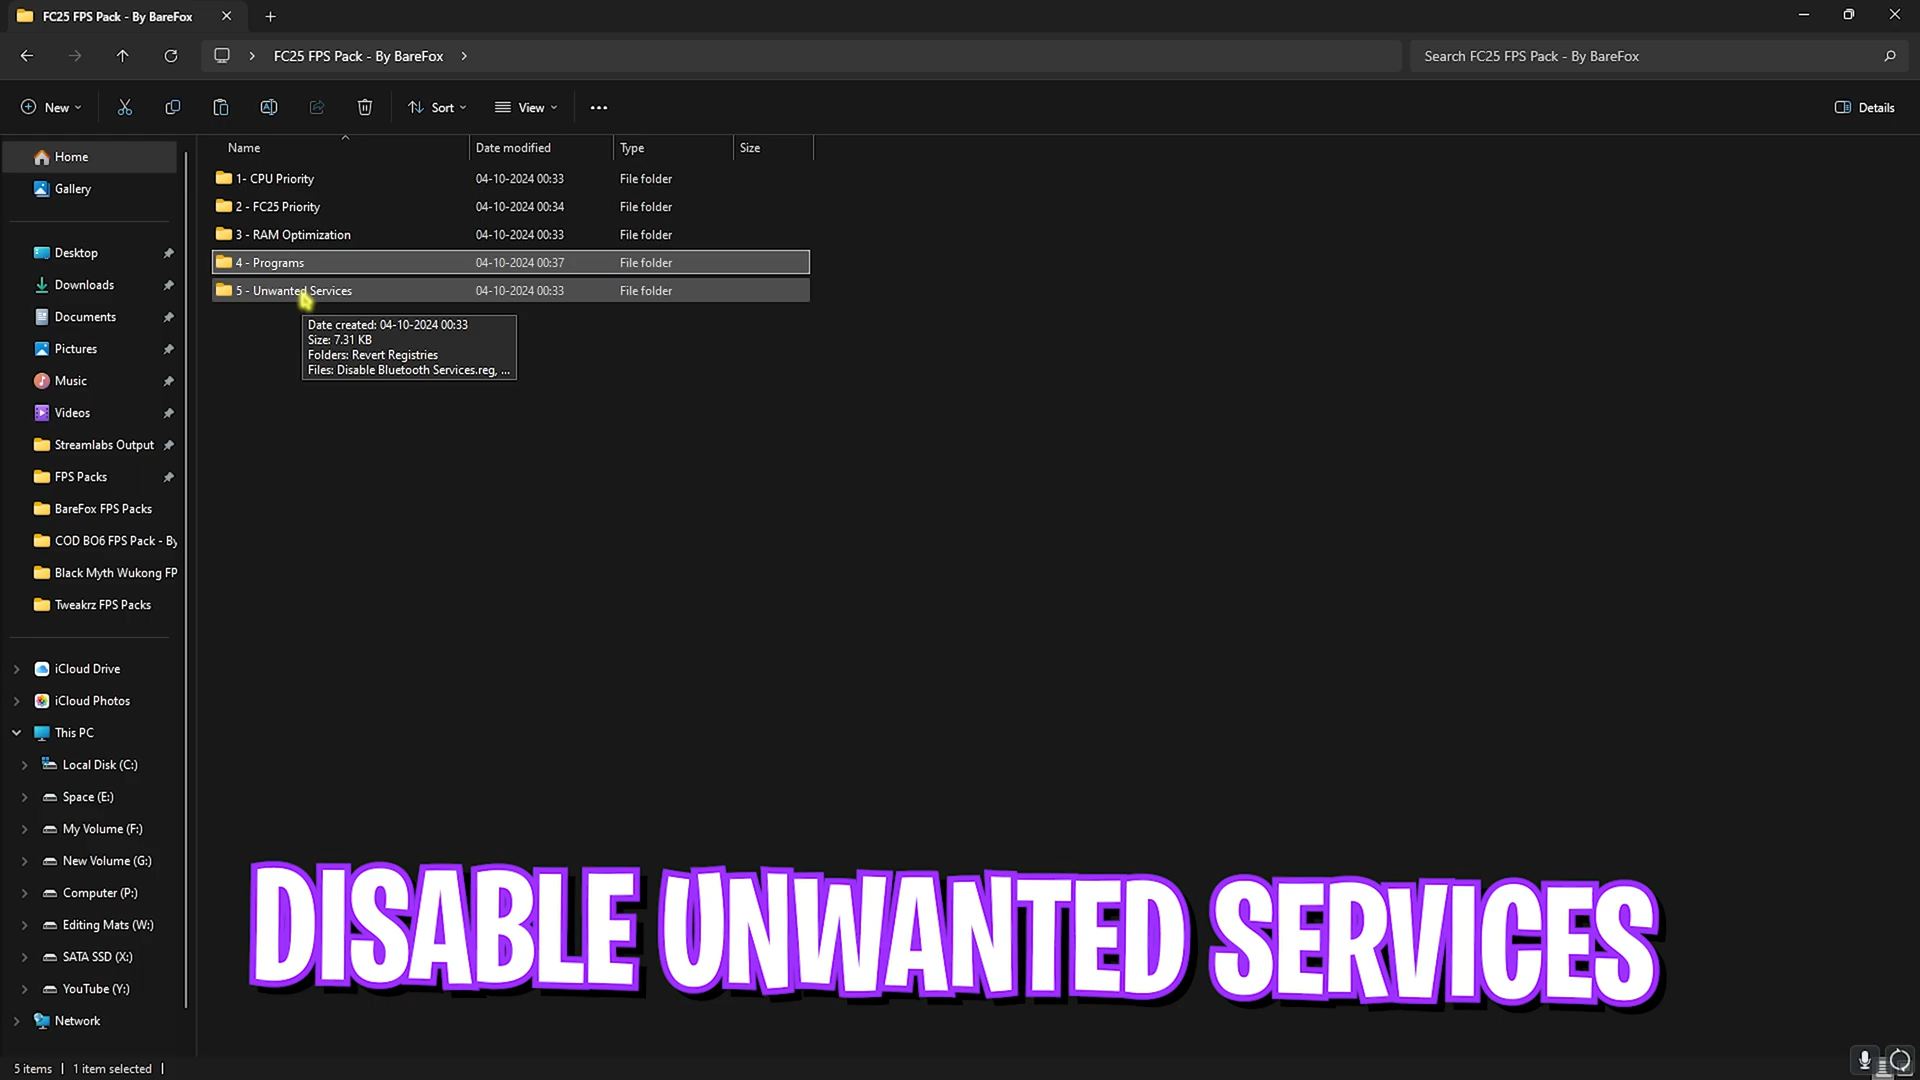 FC25 FPS Pack - By BareFox
FC25 FPS Pack - By BareFox
Search FC25 FPS Pack - By BareFox
New
Sort
View
Details
Name
Date modified
Type
Size
1- CPU Priority 04-10-2024 00:33 File folder
2 - FC25 Priority 04-10-2024 00:34 File folder
3 - RAM Optimization 04-10-2024 00:33 File folder
4 - Programs 04-10-2024 00:37 File folder
5 - Unwanted Services 04-10-2024 00:33 File folder
Date created: 04-10-2024 00:33
Size: 7.31 KB
Folders: Revert Registries
Files: Disable Bluetooth Services.reg, ...
Home
Gallery
Desktop
Downloads
Documents
Pictures
Music
Videos
Streamlabs Output
FPS Packs
BareFox FPS Packs
COD BO6 FPS Pack - By
Black Myth Wukong FP
Tweakrz FPS Packs
iCloud Drive
iCloud Photos
This PC
Local Disk (C:)
Space (E:)
My Volume (F:)
New Volume (G:)
Computer (P:)
Editing Mats (W:)
SATA SSD (X:)
YouTube (Y:)
Network
DISABLE UNWANTED SERVICES
5 items
1 item selected